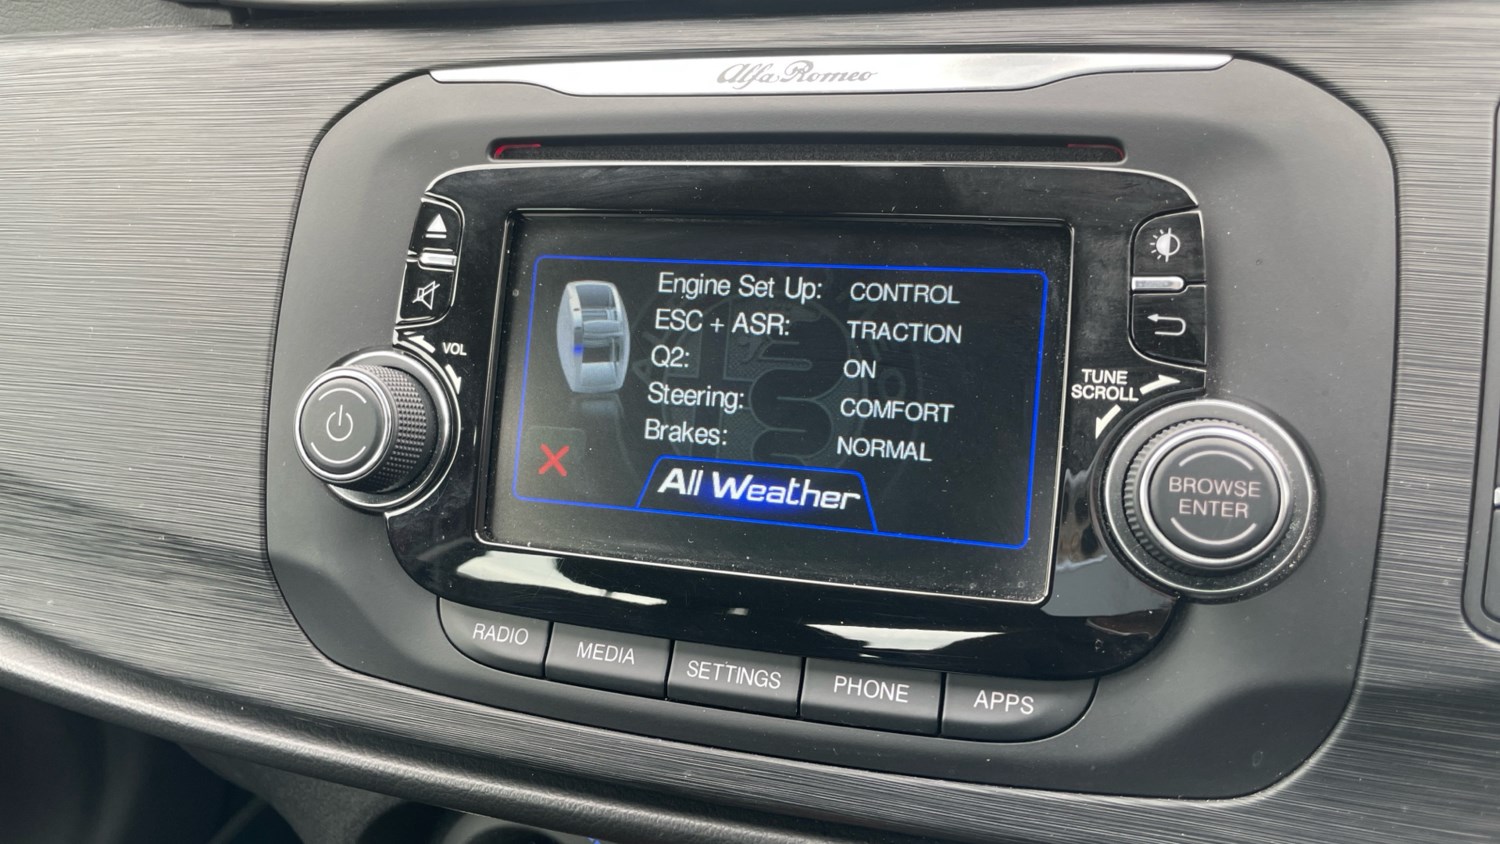 Alfa Romeo
VOL
Engine Set Up: CONTROL
ESC + ASR: TRACTION
Q2: ON
Steering: COMFORT
Brakes: NORMAL
All Weather
TUNE
SCROLL
BROWSE
ENTER
RADIO
MEDIA
SETTINGS
PHONE
APPS